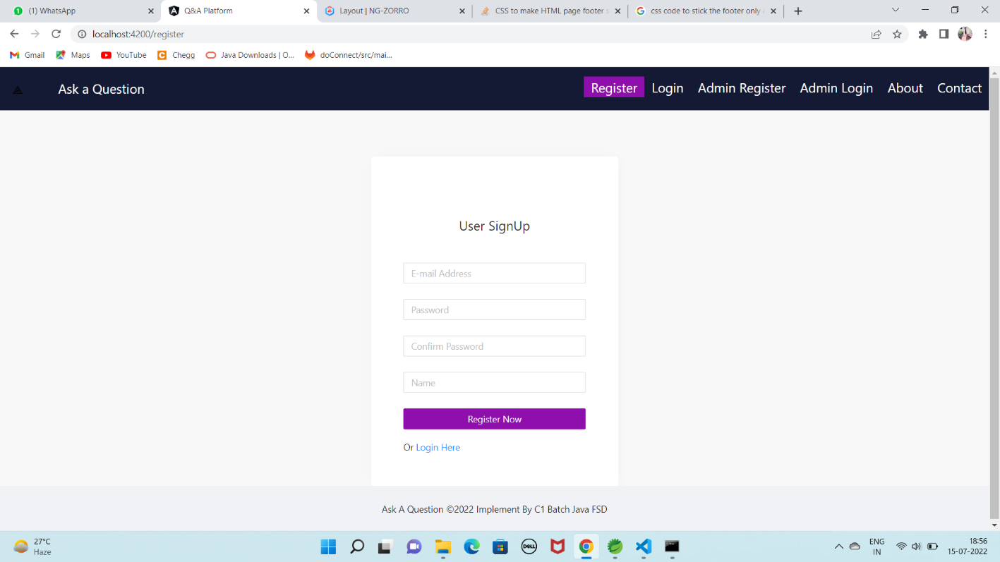 (1) WhatsApp
Q&A Platform
Layout | NG-ZORRO
CSS to make HTML page footer s
css code to stick the footer only a
localhost:4200/register
Gmail
Maps
YouTube
Chegg
Java Downloads | O...
doConnect/src/mai...
Ask a Question
Register
Login
Admin Register
Admin Login
About
Contact
User SignUp
E-mail Address
Password
Confirm Password
Name
Register Now
Or Login Here
Ask A Question ©2022 Implement By C1 Batch Java FSD
27°C
Haze
DELL
ENG
IN
18:56
15-07-2022